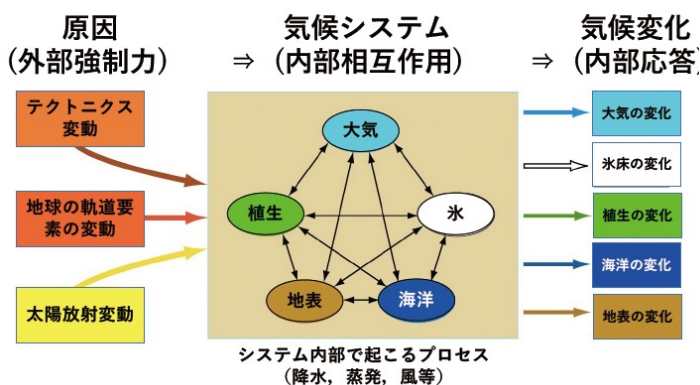 原因
（外部強制力）
⇒
気候システム
（内部相互作用）
⇒
気候変化
（内部応答）
テクトニクス
変動
地球の軌道要
素の変動
太陽放射変動
大気
植生
氷
地表
海洋
システム内部で起こるプロセス
（降水，蒸発，風等）
大気の変化
氷床の変化
植生の変化
海洋の変化
地表の変化